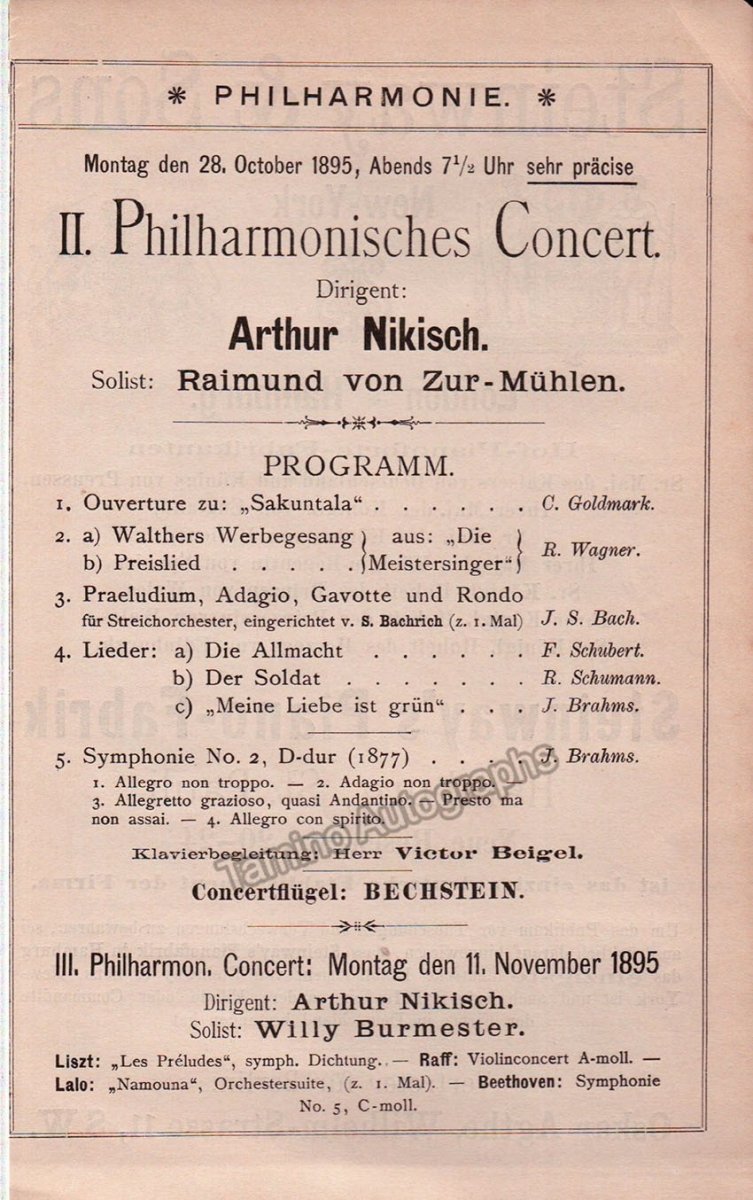 * PHILHARMONIE. *
Montag den 28. October 1895, Abends 7½ Uhr sehr präcise
II. Philharmonisches Concert.
Dirigent:
Arthur Nikisch.
Solist: Raimund von Zur-Mühlen.
PROGRAMM.
1. Ouverture zu: „Sakuntala“ . . . . . . C. Goldmark.
2. a) Walthers Werbegesang } aus: „Die } R. Wagner.
b) Preislied . . . . . { Meistersinger“ }
3. Praeludium, Adagio, Gavotte und Rondo
für Streichorchester, eingerichtet v. S. Bachrich (z. 1. Mal) J. S. Bach.
4. Lieder: a) Die Allmacht . . . . . . F. Schubert.
b) Der Soldat . . . . . . . R. Schumann.
c) „Meine Liebe ist grün“ . . . J. Brahms.
5. Symphonie No. 2, D-dur (1877) . . . . J. Brahms.
1. Allegro non troppo. — 2. Adagio non troppo. —
3. Allegretto grazioso, quasi Andantino. — Presto ma
non assai. — 4. Allegro con spirito.
Tamino Autographs
Klavierbegleitung: Herr Victor Beigel.
Concertflügel: BECHSTEIN.
III. Philharmon. Concert: Montag den 11. November 1895
Dirigent: Arthur Nikisch.
Solist: Willy Burmester.
Liszt: „Les Préludes“, symph. Dichtung. — Raff: Violinconcert A-moll. —
Lalo: „Namouna“, Orchestersuite, (z. 1. Mal). — Beethoven: Symphonie
No. 5, C-moll.